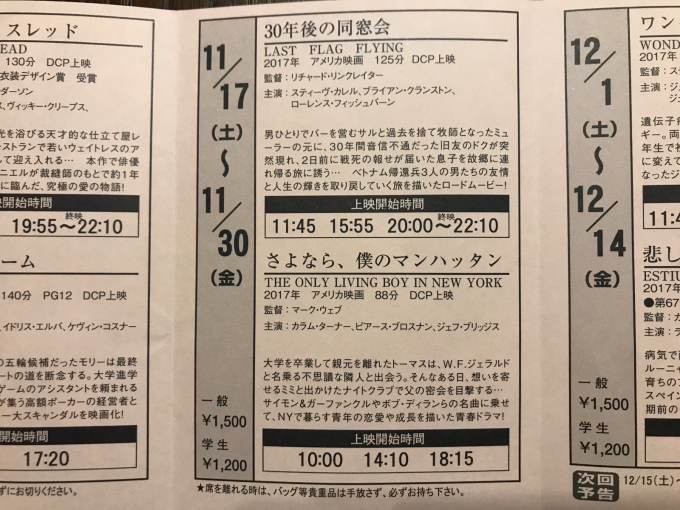 スレッド
EAD
130分 DCP上映
衣装デザイン賞 受賞
ダーソン
ス、ヴィッキー・クリープス、
光を浴びる天才的な仕立て屋レ
ストランで若いウェイトレスのア
して迎え入れる… 本作で俳優
ニエルが裁縫師のもとで約1年
に臨んだ、究極の愛の物語!
映開始時間
19:55〜終映22:10
ーム
140分 PG12 DCP上映
、イドリス・エルバ、ケヴィン・コスナー
の五輪候補だったモリーは最終
ートの道を断念する。大学進学
ゲームのアシスタントを頼まれる
が集う高額ポーカーの経営者と
一大スキャンダルを映画化!
開始時間
17:20
ずにお切りください。
11/17
(土)
〜
11/30
(金)
一般
¥1,500
学生
¥1,200
30年後の同窓会
LAST FLAG FLYING
2017年 アメリカ映画 125分 DCP上映
監督:リチャード・リンクレイター
主演:スティーヴ・カレル、ブライアン・クランストン、
ローレンス・フィッシュバーン
男ひとりでバーを営むサルと過去を捨て牧師となったミュ
ーラーの元に、30年間音信不通だった旧友のドクが突
然現れ、2日前に戦死の報せが届いた息子を故郷に連
れ帰る旅に誘う… ベトナム帰還兵3人の男たちの友情
と人生の輝きを取り戻していく旅を描いたロードムービー!
上映開始時間
11:45 15:55 20:00〜終映22:10
さよなら、僕のマンハッタン
THE ONLY LIVING BOY IN NEW YORK
2017年 アメリカ映画 88分 DCP上映
監督:マーク・ウェブ
主演:カラム・ターナー、ピアース・ブロスナン、ジェフ・ブリッジス
大学を卒業して親元を離れたトーマスは、W.F.ジェラルド
と名乗る不思議な隣人と出会う。そんなある日、想いを寄
せるミミと出かけたナイトクラブで父の密会を目撃する…
サイモン&ガーファンクルやボブ・ディランらの名曲に乗せ
て、NYで暮らす青年の恋愛や成長を描いた青春ドラマ!
上映開始時間
10:00 14:10 18:15
★席を離れる時は、バッグ等貴重品は手放さず、必ずお持ち下さい。
12/1
(土)
〜
12/14
(金)
一般
¥1,500
学生
¥1,200
ワン
WOND
2017年
監督:ス
主演:ジ
遺伝子疾
ギー。両
年生で初
に変えて
なったジ
11:4
悲し
ESTIU
2017年
●第67
監督:カ
主演:ラ
病気で両
ルーニャ
育ちのフ
スペイン
期前の
次回予告 12/15(土)〜